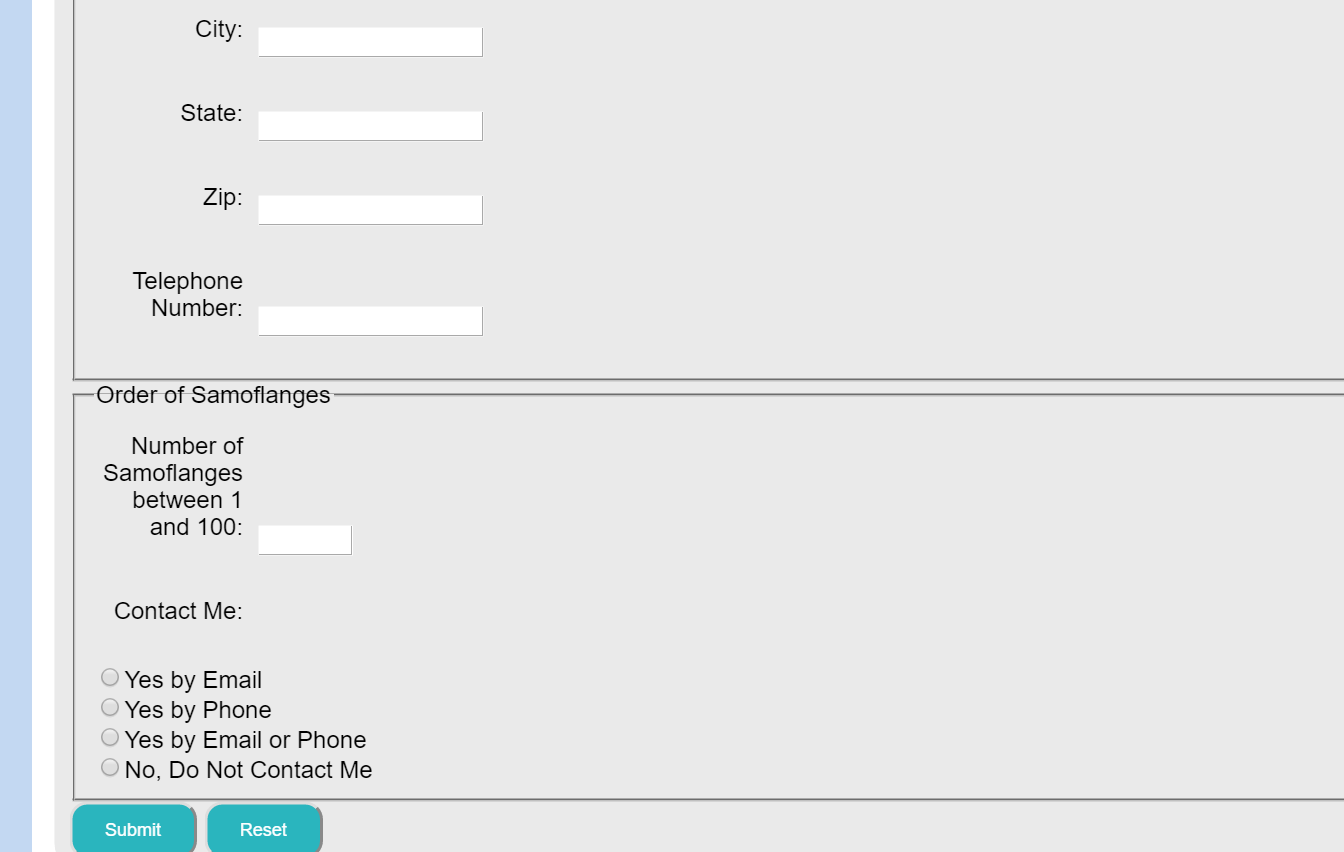 City:
State:
Zip:
Telephone
Number:
Order of Samoflanges
Number of
Samoflanges
between 1
and 100:
Contact Me:
Yes by Email
Yes by Phone
Yes by Email or Phone
No, Do Not Contact Me
Submit Reset